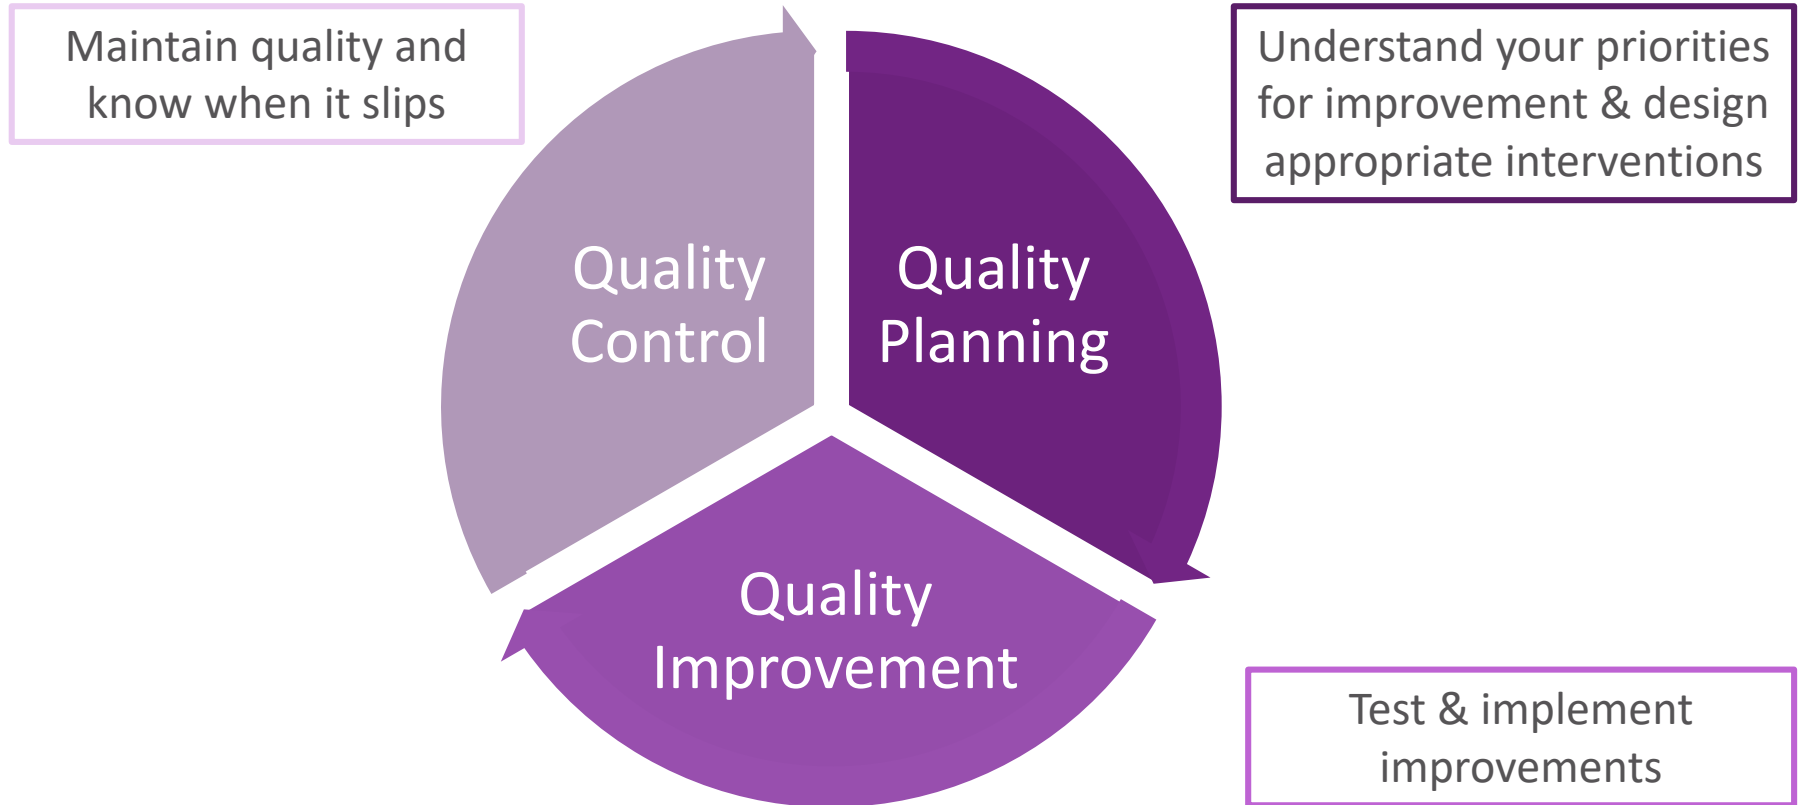 Maintain quality and
know when it slips
Understand your priorities
for improvement & design
appropriate interventions
Quality
Control
Quality
Planning
Quality
Improvement
Test & implement
improvements